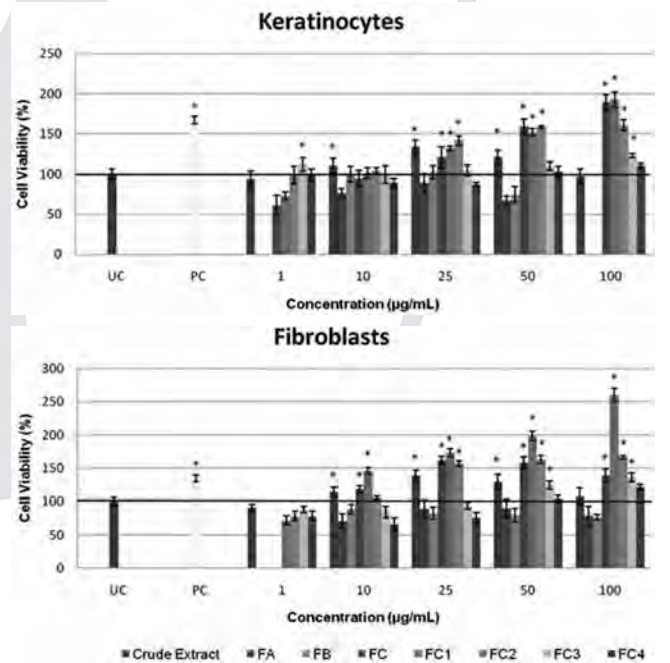 Keratinocytes
250
200
150
100
50
0
Cell Viability (%)
* * * * * * * * * * * * * * * *
UC PC 1 10 25 50 100
Concentration (µg/mL)
Fibroblasts
300
250
200
150
100
50
0
Cell Viability (%)
* * * * * * * * * * * * * * * * *
UC PC 1 10 25 50 100
Concentration (µg/mL)
Crude Extract FA FB FC FC1 FC2 FC3 FC4